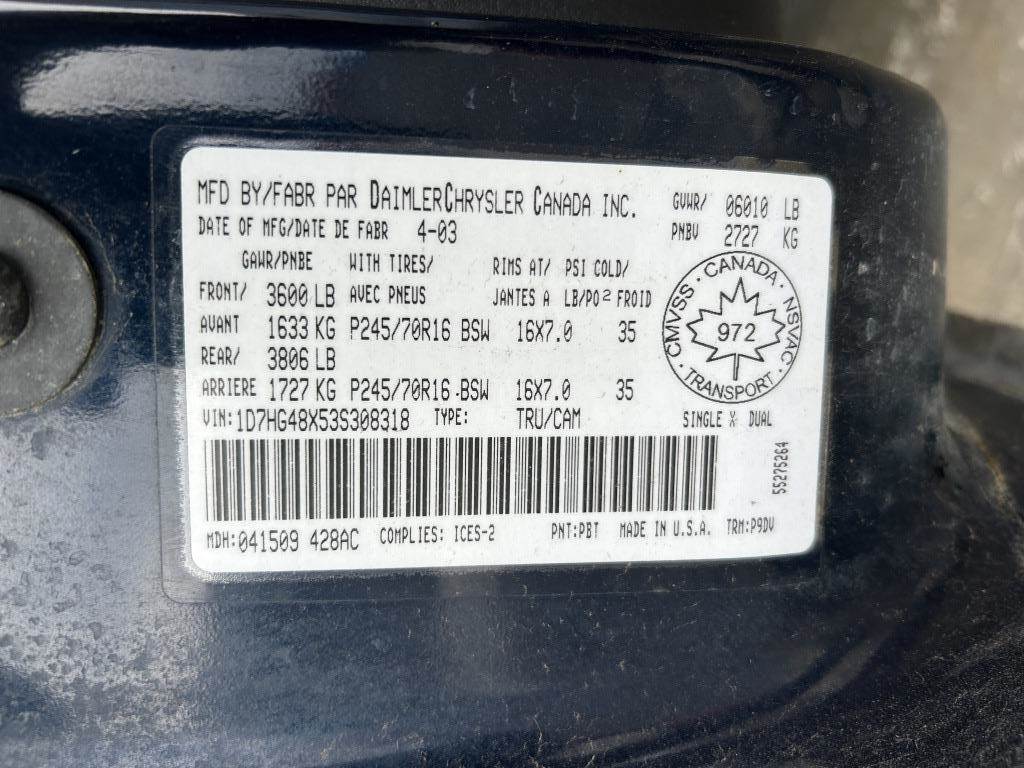 MFD BY/FABR PAR DAIMLERCHRYSLER CANADA INC. GVWR/ 06010 LB
DATE OF MFG/DATE DE FABR 4-03 PNBV 2727 KG
GAWR/PNBE WITH TIRES/ RIMS AT/ PSI COLD/
FRONT/ 3600 LB AVEC PNEUS JANTES A LB/PO2 FROID
AVANT 1633 KG P245/70R16 BSW 16X7.0 35
REAR/ 3806 LB
ARRIERE 1727 KG P245/70R16 BSW 16X7.0 35
CMVSS · CANADA · NSVAC · TRANSPORT ·
972
VIN:1D7HG48X53S308318 TYPE: TRU/CAM SINGLE X DUAL
55275264
MDH:041509 428AC COMPLIES: ICES-2 PNT:PBT MADE IN U.S.A. TRM:P9DV